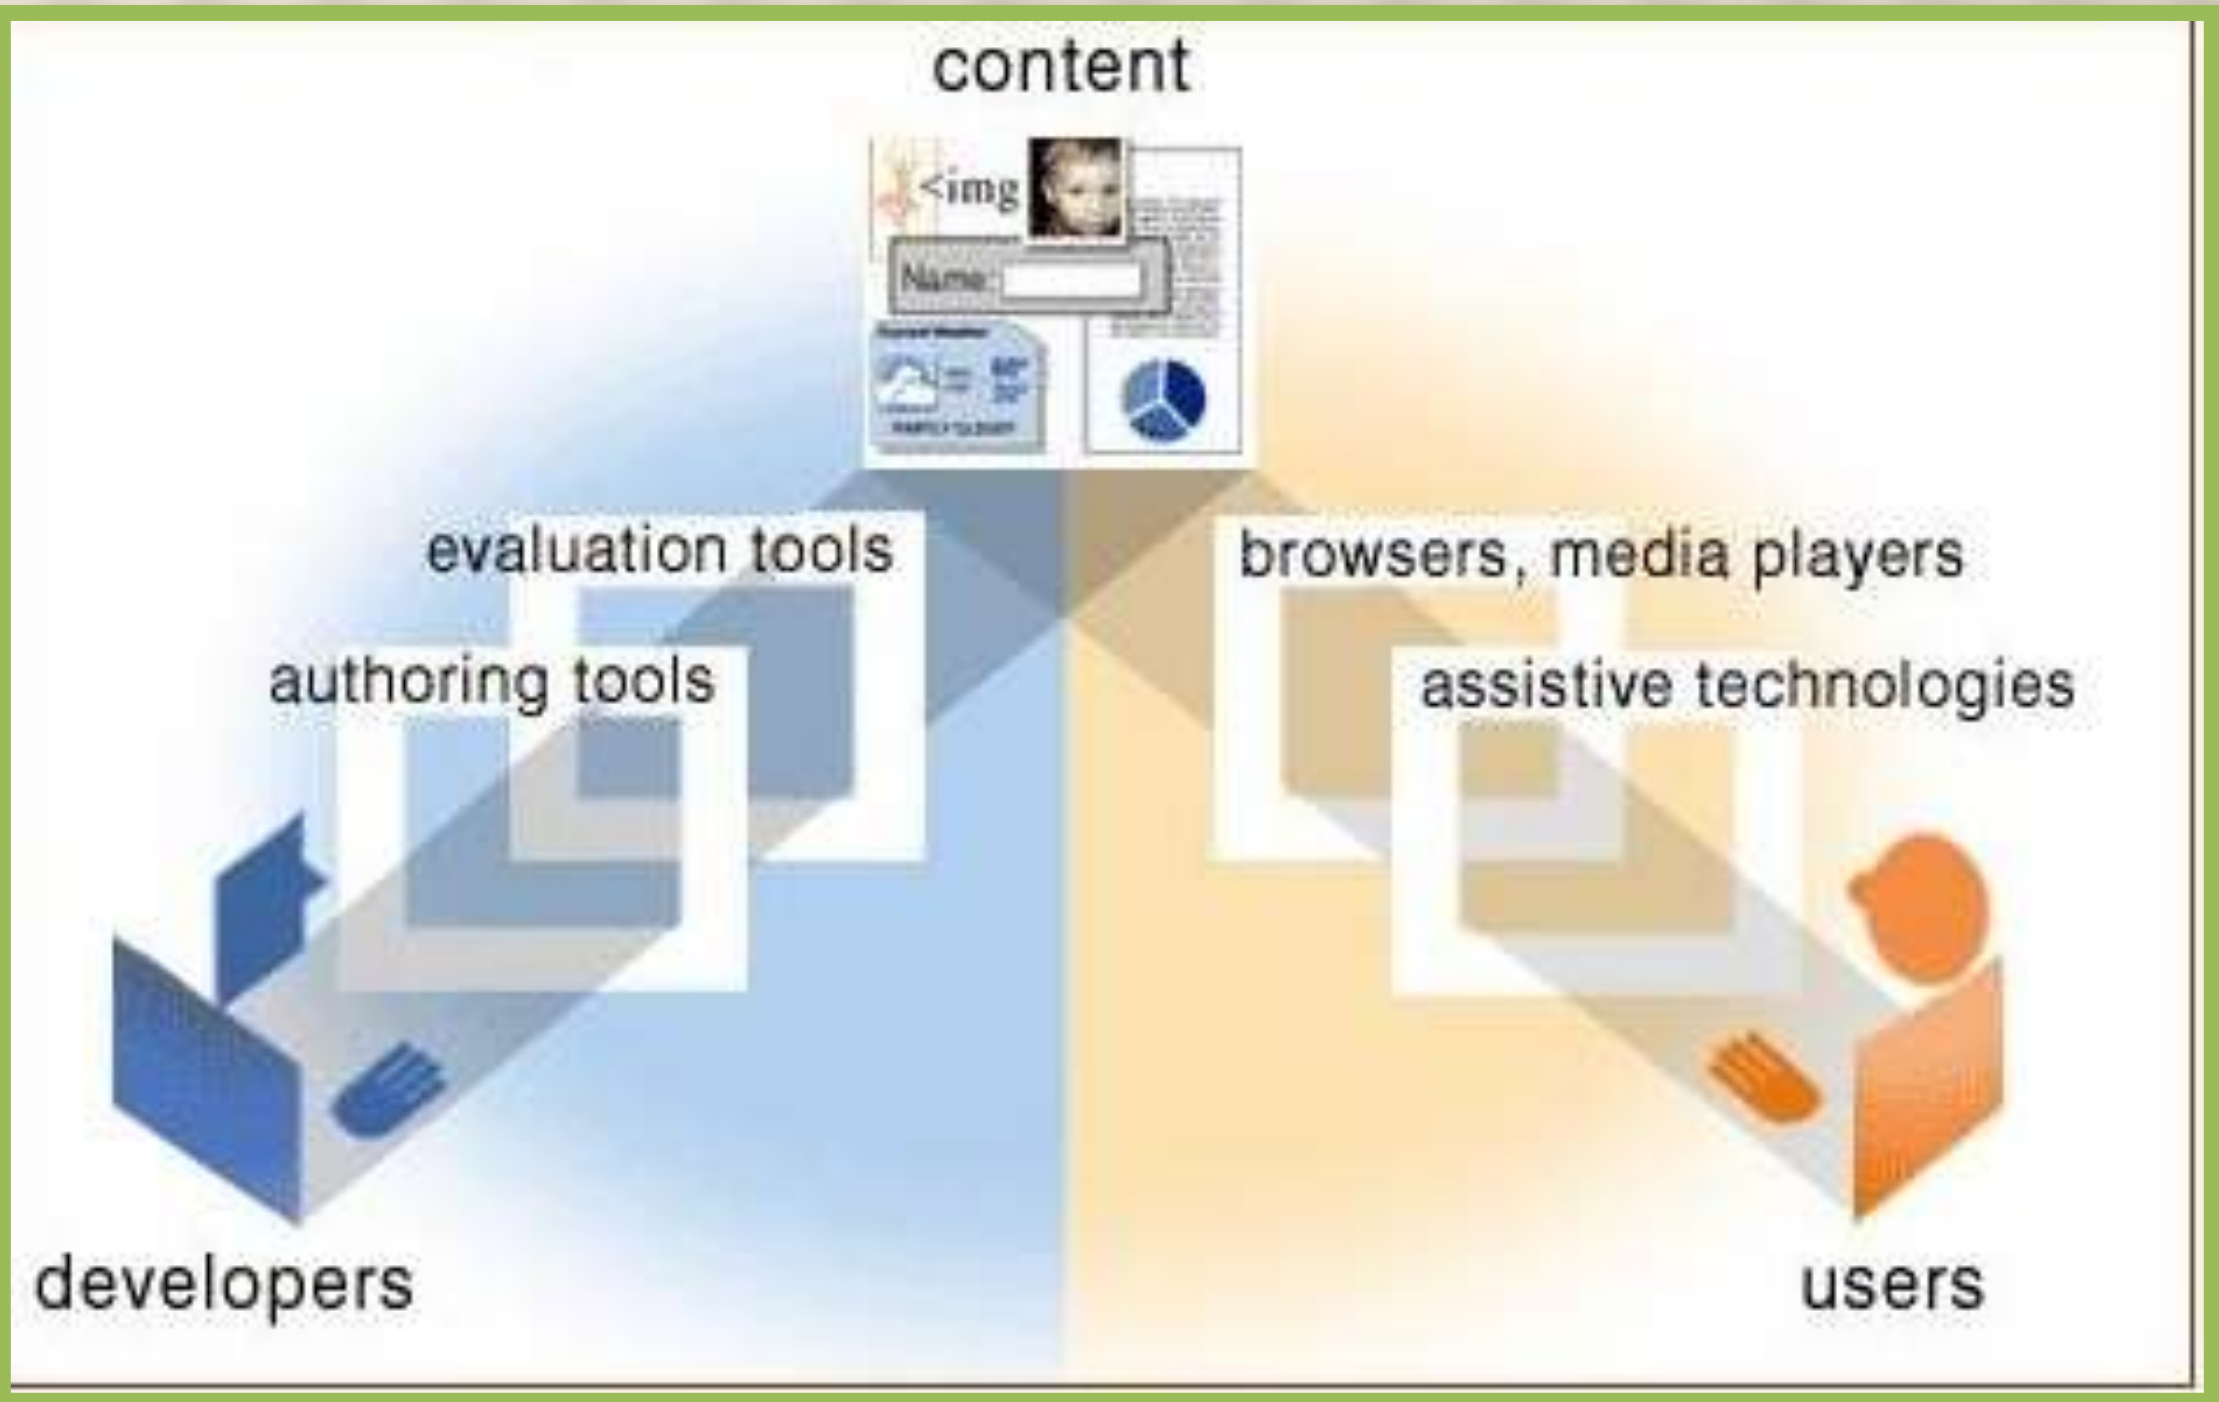 content
<img
Name:
evaluation tools
browsers, media players
authoring tools
assistive technologies
developers
users